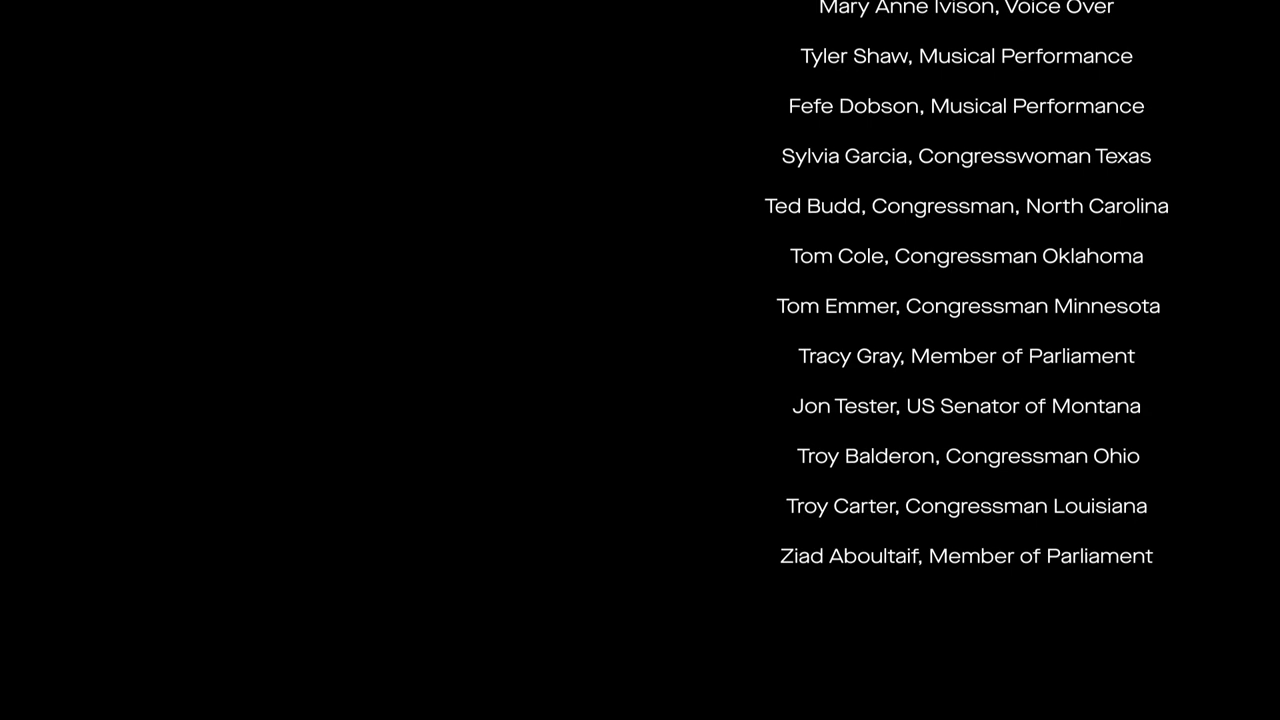 Mary Anne Ivison, Voice Over
Tyler Shaw, Musical Performance
Fefe Dobson, Musical Performance
Sylvia Garcia, Congresswoman Texas
Ted Budd, Congressman, North Carolina
Tom Cole, Congressman Oklahoma
Tom Emmer, Congressman Minnesota
Tracy Gray, Member of Parliament
Jon Tester, US Senator of Montana
Troy Balderon, Congressman Ohio
Troy Carter, Congressman Louisiana
Ziad Aboultaif, Member of Parliament